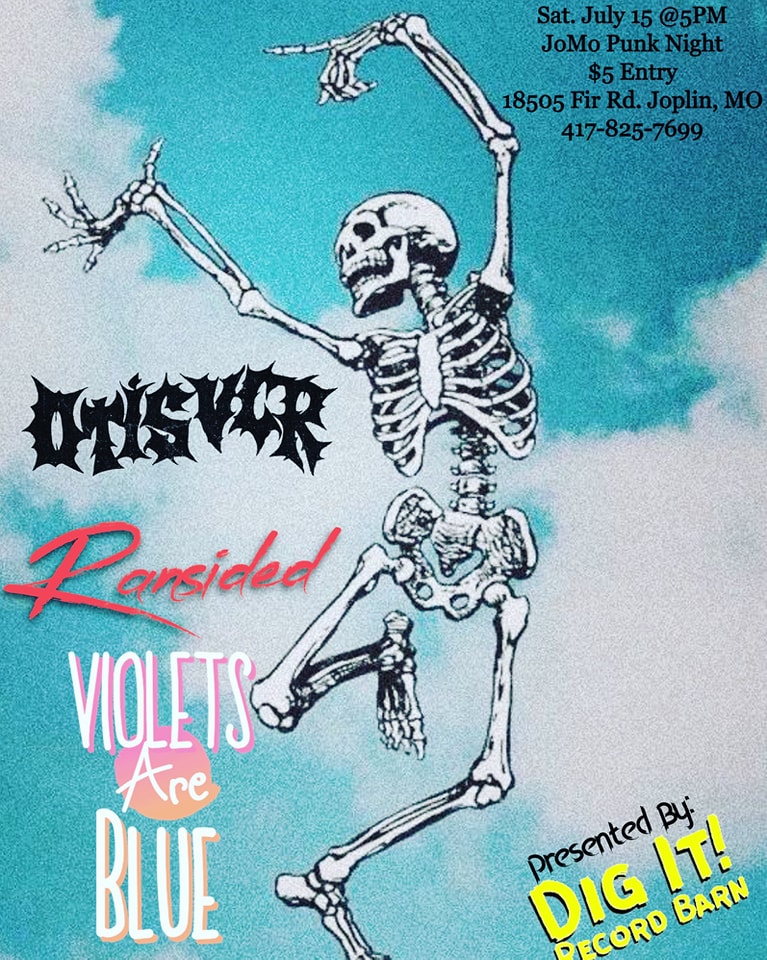 Sat. July 15 @5PM
JoMo Punk Night
$5 Entry
18505 Fir Rd. Joplin, MO
417-825-7699
OTISVCR
Ransided
VIOLETS
Are
BLUE
Presented By:
DIG IT!
RECORD BARN